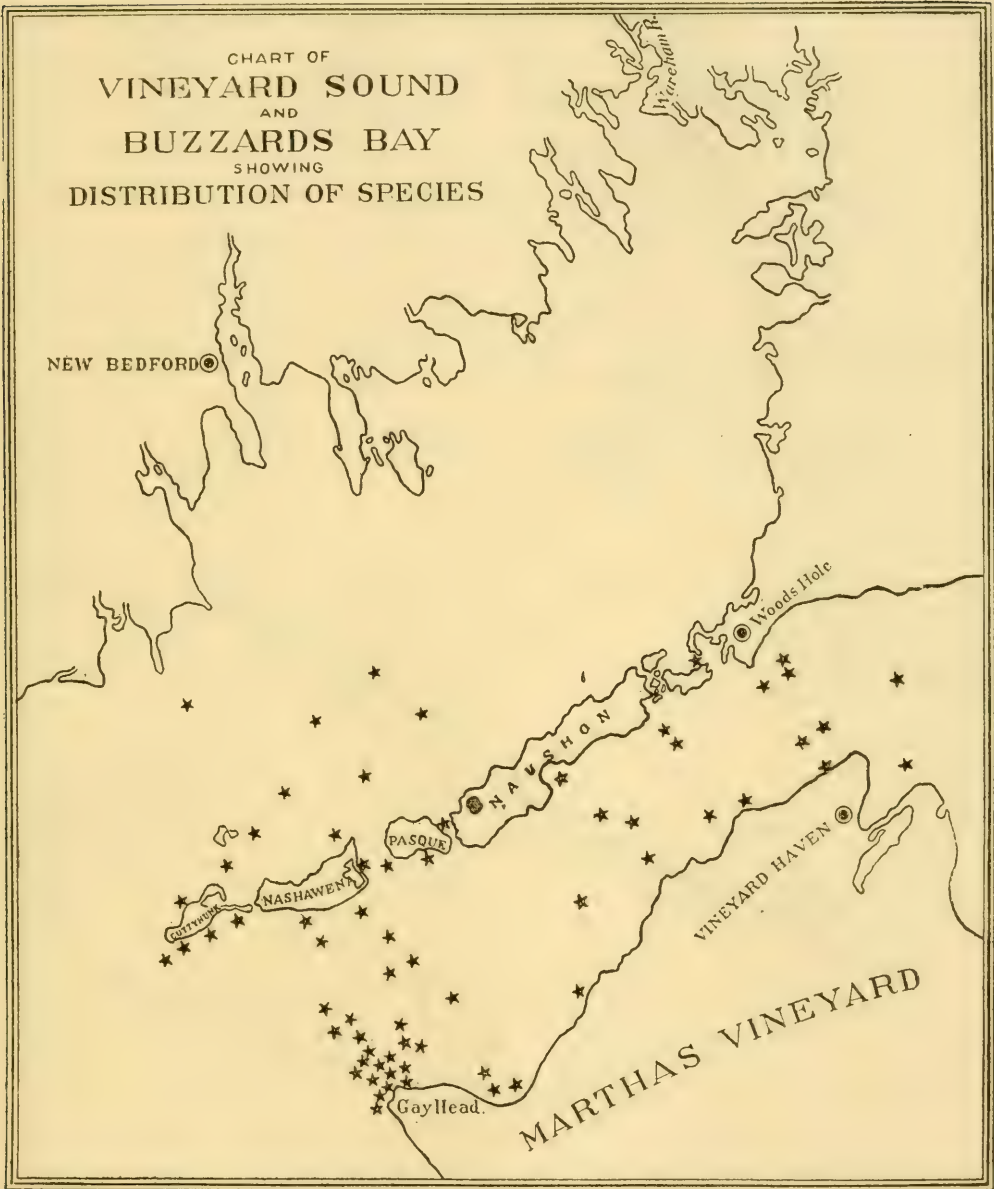 CHART OF
VINEYARD SOUND
AND
BUZZARDS BAY
SHOWING
DISTRIBUTION OF SPECIES
Wareham R.
NEW BEDFORD
Woods Hole
NAUSHON
PASQUE
NASHAWENA
CUTTYHUNK
VINEYARD HAVEN
MARTHAS VINEYARD
Gay Head.